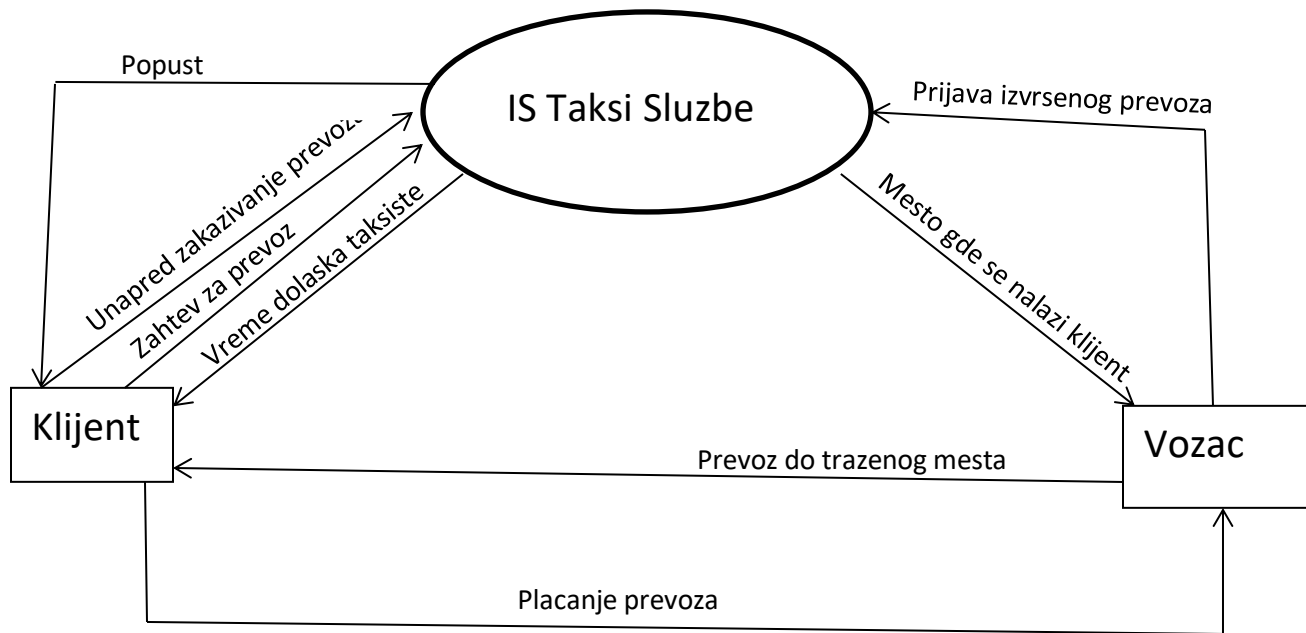 Popust
IS Taksi Sluzbe
Prijava izvrsenog prevoza
Unapred zakazivanje
Zahtev za prevoz
Vreme dolaska taksiste
Mesto gde se nalazi klijent
Klijent
Vozac
Prevoz do trazenog mesta
Placanje prevoza